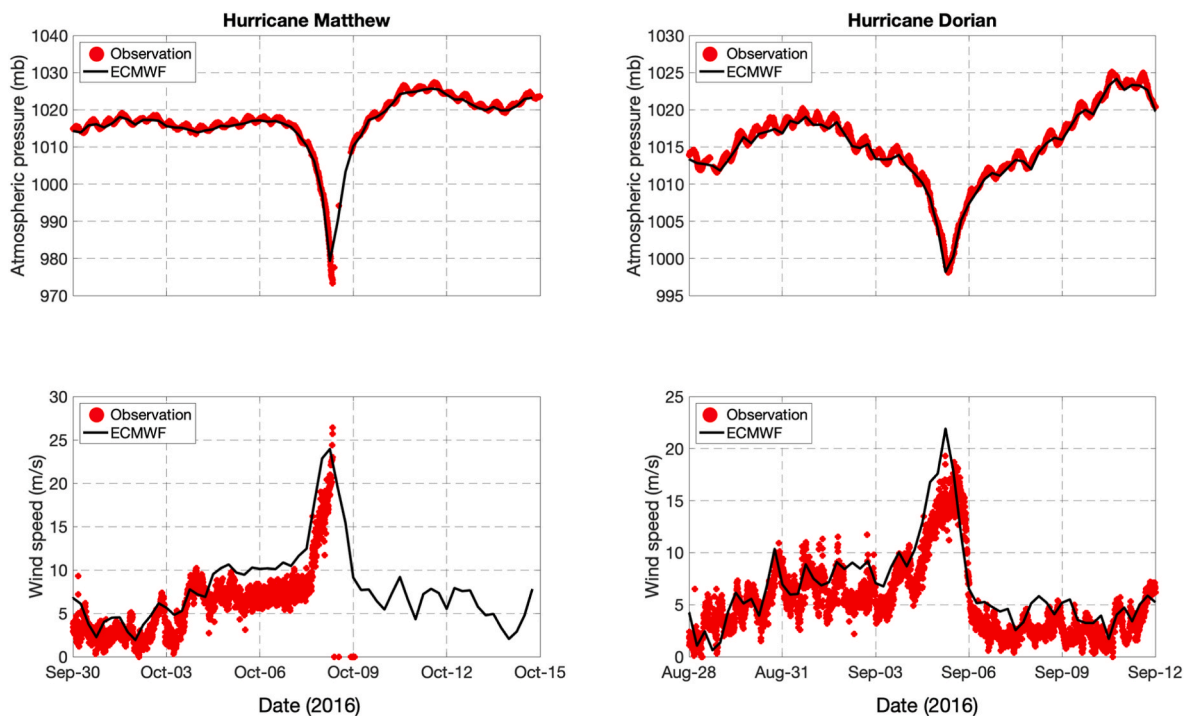 Hurricane Matthew
1040
1030
1020
1010
1000
990
980
970
Atmospheric pressure (mb)
Observation
ECMWF
Hurricane Dorian
1030
1025
1020
1015
1010
1005
1000
995
Atmospheric pressure (mb)
Observation
ECMWF
30
25
20
15
10
5
0
Wind speed (m/s)
Observation
ECMWF
Sep-30 Oct-03 Oct-06 Oct-09 Oct-12 Oct-15
Date (2016)
25
20
15
10
5
0
Wind speed (m/s)
Observation
ECMWF
Aug-28 Aug-31 Sep-03 Sep-06 Sep-09 Sep-12
Date (2016)